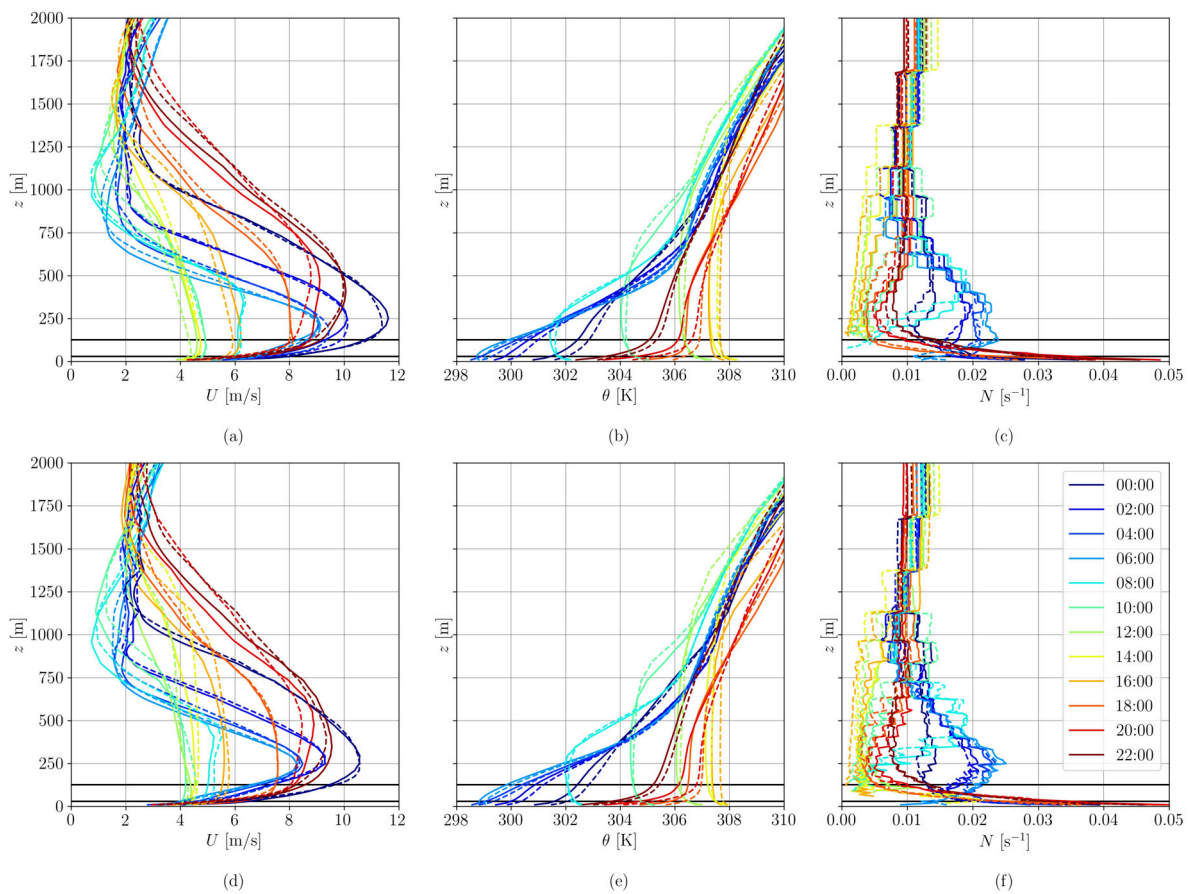 2000
1750
1500
1250
1000
750
500
250
0
z [m]
0 2 4 6 8 10 12
U [m/s]
(a)
z [m]
298 300 302 304 306 308 310
θ [K]
(b)
z [m]
0.00 0.01 0.02 0.03 0.04 0.05
N [s⁻¹]
(c)
2000
1750
1500
1250
1000
750
500
250
0
z [m]
0 2 4 6 8 10 12
U [m/s]
(d)
z [m]
298 300 302 304 306 308 310
θ [K]
(e)
z [m]
0.00 0.01 0.02 0.03 0.04 0.05
N [s⁻¹]
00:00
02:00
04:00
06:00
08:00
10:00
12:00
14:00
16:00
18:00
20:00
22:00
(f)